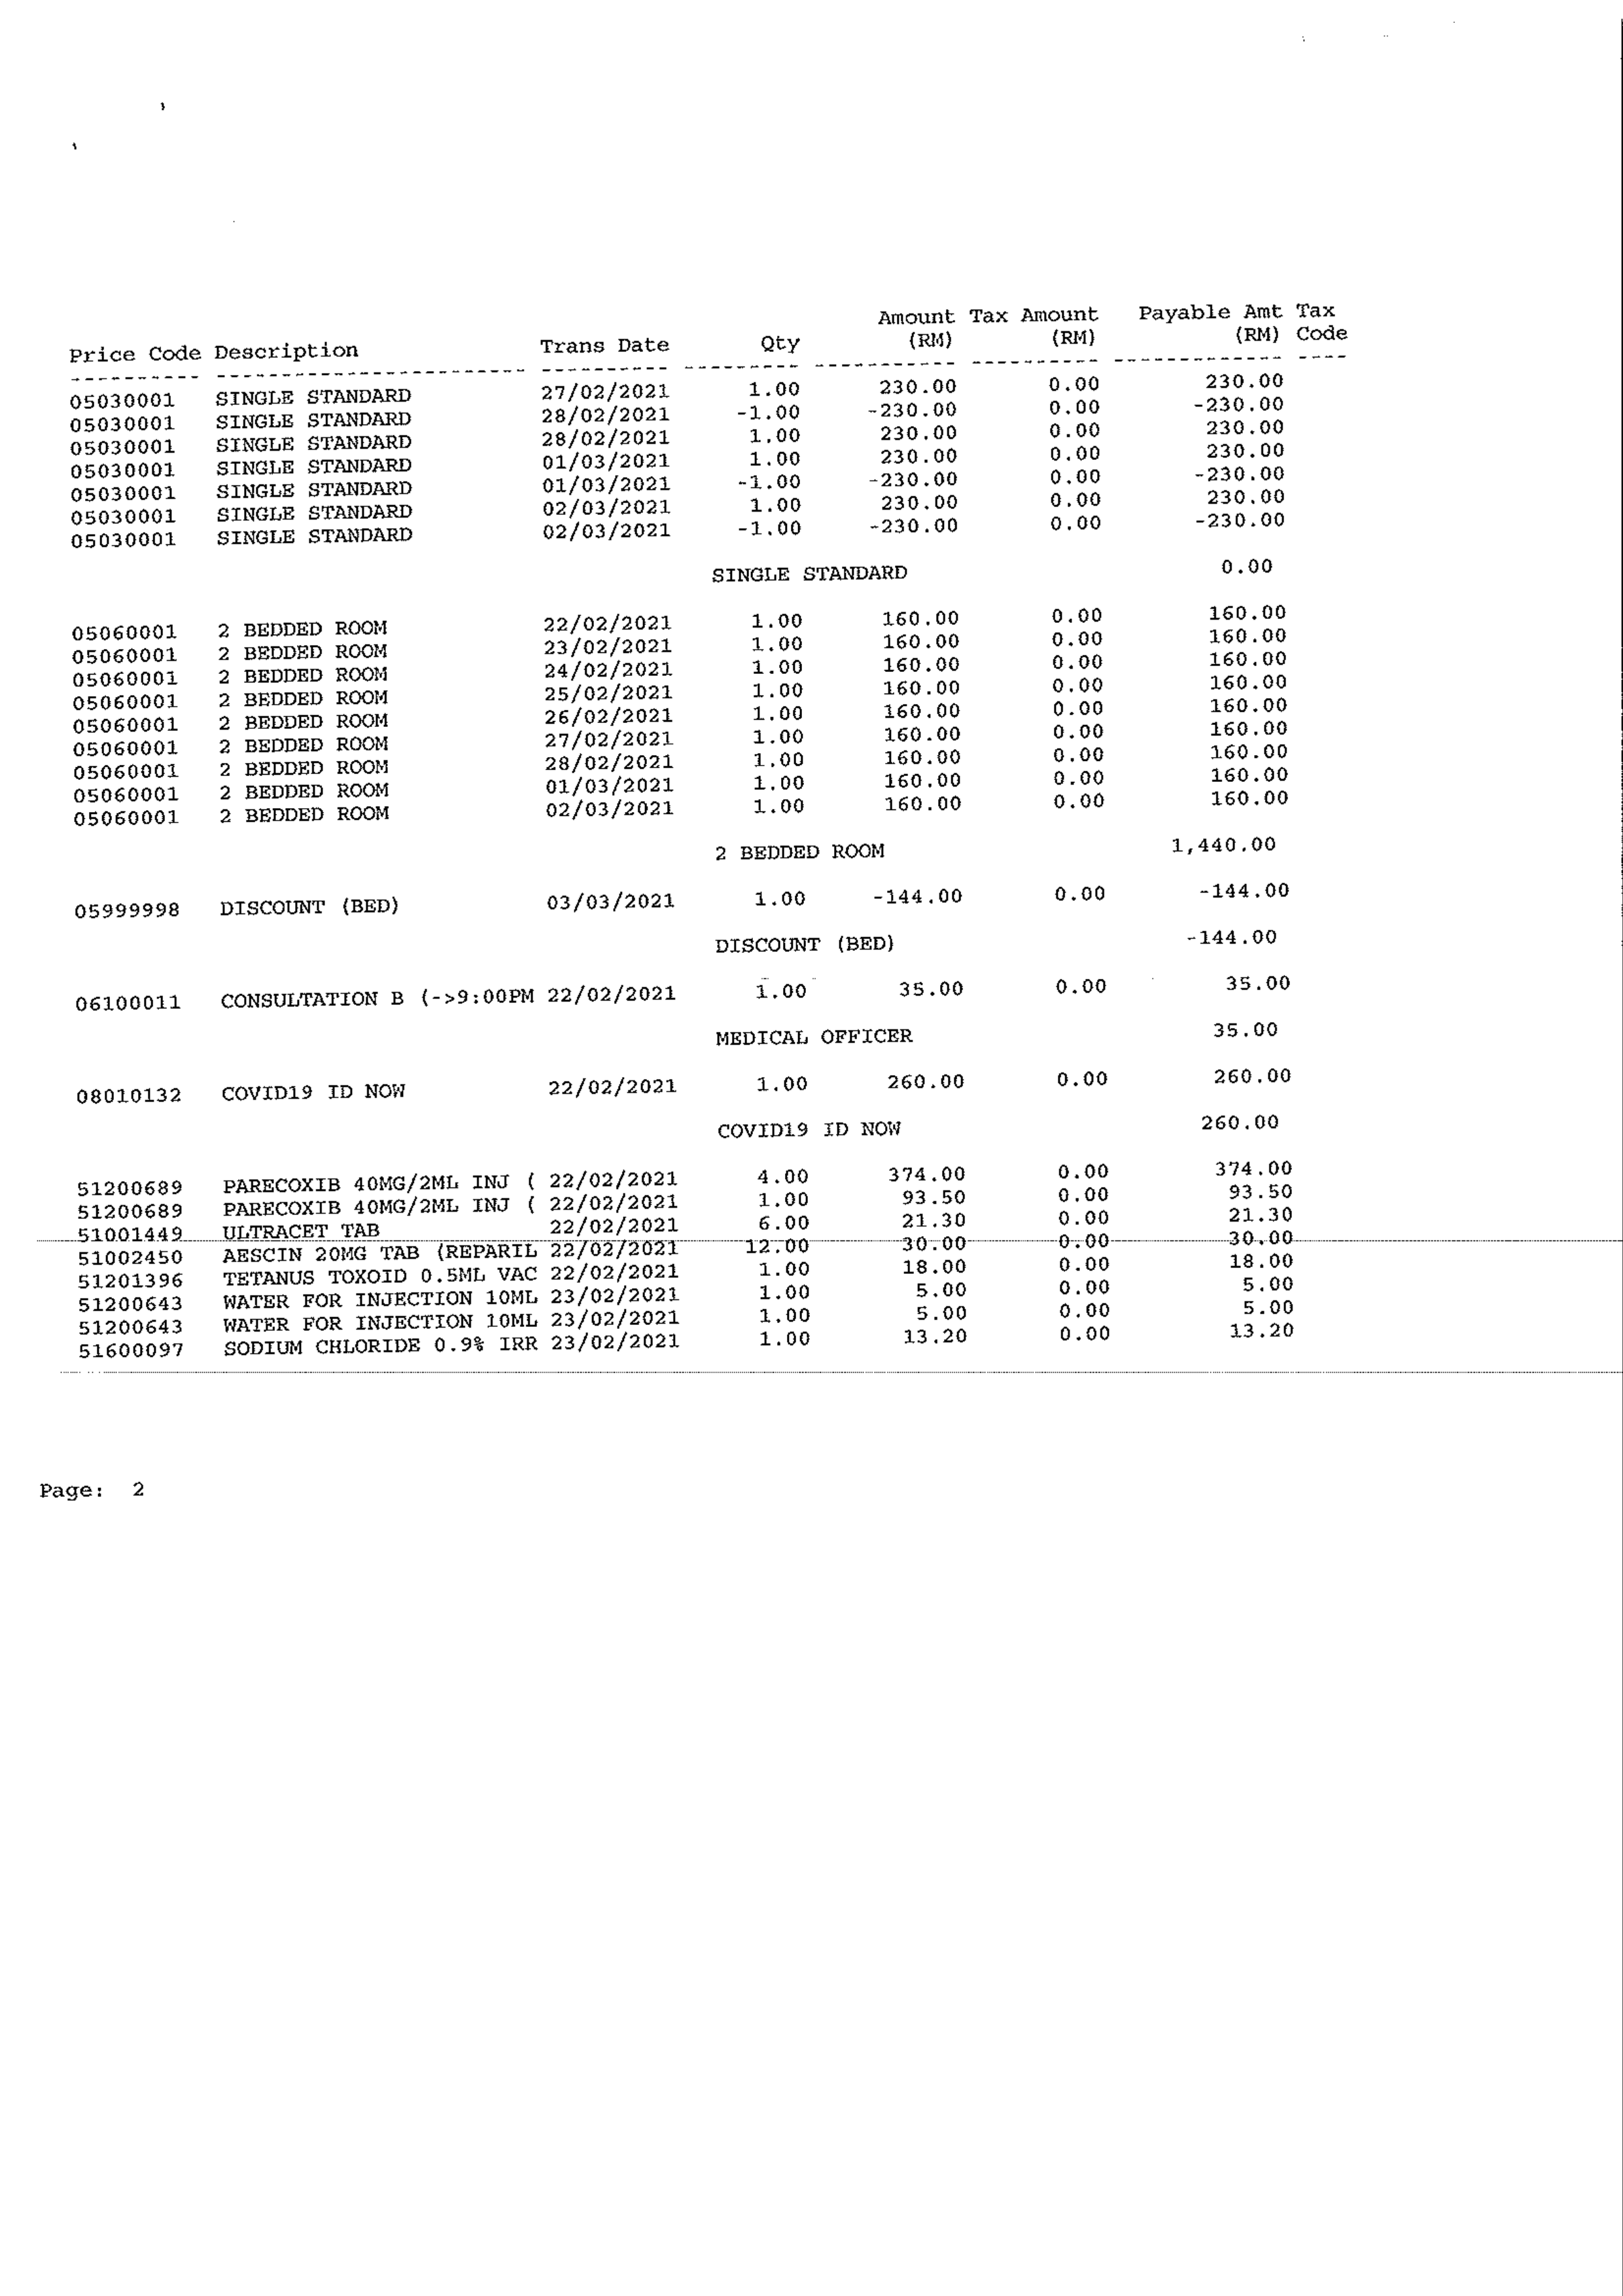 Amount Tax Amount Payable Amt Tax
Price Code Description Trans Date Qty (RM) (RM) (RM) Code
---------- ------------------------ ---------- --------- ----------- ---------- ------------- ----
05030001 SINGLE STANDARD 27/02/2021 1.00 230.00 0.00 230.00
05030001 SINGLE STANDARD 28/02/2021 -1.00 -230.00 0.00 -230.00
05030001 SINGLE STANDARD 28/02/2021 1.00 230.00 0.00 230.00
05030001 SINGLE STANDARD 01/03/2021 1.00 230.00 0.00 230.00
05030001 SINGLE STANDARD 01/03/2021 -1.00 -230.00 0.00 -230.00
05030001 SINGLE STANDARD 02/03/2021 1.00 230.00 0.00 230.00
05030001 SINGLE STANDARD 02/03/2021 -1.00 -230.00 0.00 -230.00
SINGLE STANDARD 0.00
05060001 2 BEDDED ROOM 22/02/2021 1.00 160.00 0.00 160.00
05060001 2 BEDDED ROOM 23/02/2021 1.00 160.00 0.00 160.00
05060001 2 BEDDED ROOM 24/02/2021 1.00 160.00 0.00 160.00
05060001 2 BEDDED ROOM 25/02/2021 1.00 160.00 0.00 160.00
05060001 2 BEDDED ROOM 26/02/2021 1.00 160.00 0.00 160.00
05060001 2 BEDDED ROOM 27/02/2021 1.00 160.00 0.00 160.00
05060001 2 BEDDED ROOM 28/02/2021 1.00 160.00 0.00 160.00
05060001 2 BEDDED ROOM 01/03/2021 1.00 160.00 0.00 160.00
05060001 2 BEDDED ROOM 02/03/2021 1.00 160.00 0.00 160.00
2 BEDDED ROOM 1,440.00
05999998 DISCOUNT (BED) 03/03/2021 1.00 -144.00 0.00 -144.00
DISCOUNT (BED) -144.00
06100011 CONSULTATION B (->9:00PM 22/02/2021 1.00 35.00 0.00 35.00
MEDICAL OFFICER 35.00
08010132 COVID19 ID NOW 22/02/2021 1.00 260.00 0.00 260.00
COVID19 ID NOW 260.00
51200689 PARECOXIB 40MG/2ML INJ ( 22/02/2021 4.00 374.00 0.00 374.00
51200689 PARECOXIB 40MG/2ML INJ ( 22/02/2021 1.00 93.50 0.00 93.50
51001449 ULTRACET TAB 22/02/2021 6.00 21.30 0.00 21.30
51002450 AESCIN 20MG TAB (REPARIL 22/02/2021 12.00 30.00 0.00 30.00
51201396 TETANUS TOXOID 0.5ML VAC 22/02/2021 1.00 18.00 0.00 18.00
51200643 WATER FOR INJECTION 10ML 23/02/2021 1.00 5.00 0.00 5.00
51200643 WATER FOR INJECTION 10ML 23/02/2021 1.00 5.00 0.00 5.00
51600097 SODIUM CHLORIDE 0.9% IRR 23/02/2021 1.00 13.20 0.00 13.20
Page: 2